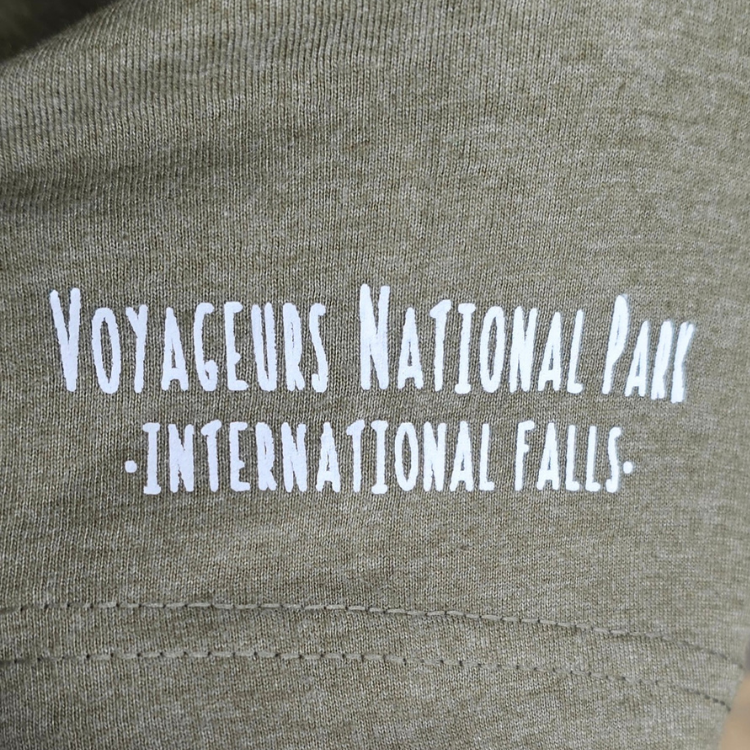 VOYAGEURS NATIONAL PARK
·INTERNATIONAL FALLS·